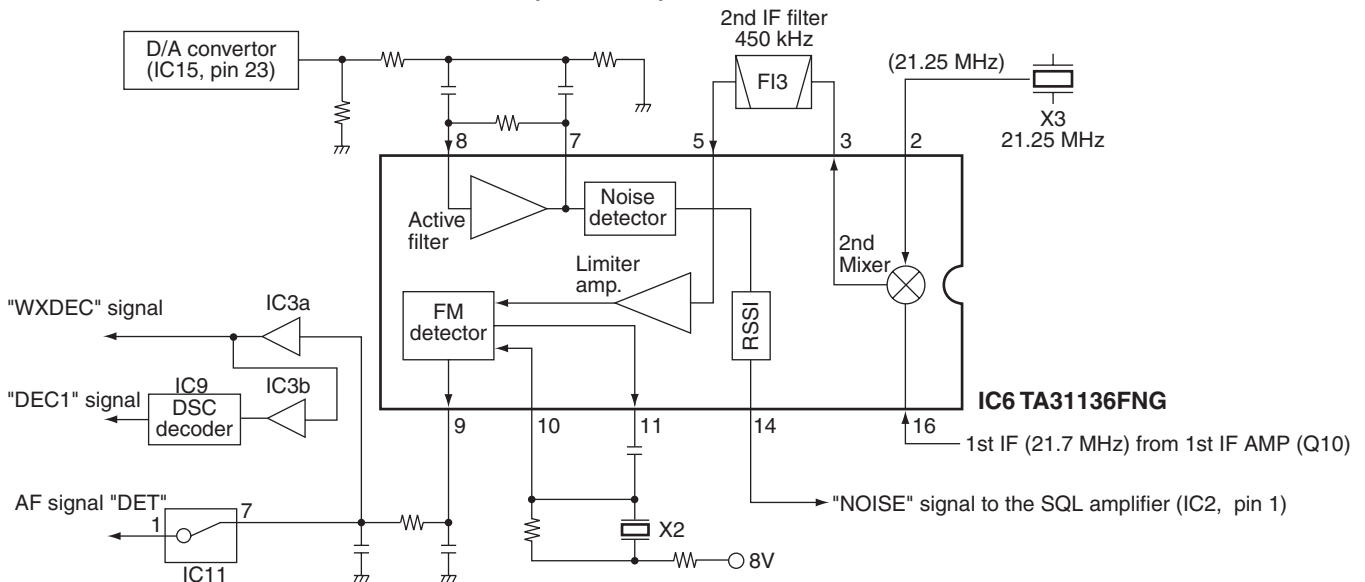 2nd IF filter
450 kHz
D/A convertor
(IC15, pin 23)
FI3
(21.25 MHz)
X3
21.25 MHz
8
7
5
3
2
Active
filter
Noise
detector
2nd
Mixer
Limiter
amp.
FM
detector
RSSI
"WXDEC" signal
IC3a
"DEC1" signal
IC9
DSC
decoder
IC3b
IC6 TA31136FNG
9
10
11
14
16
1st IF (21.7 MHz) from 1st IF AMP (Q10)
"NOISE" signal to the SQL amplifier (IC2, pin 1)
AF signal "DET"
1
7
IC11
X2
8V